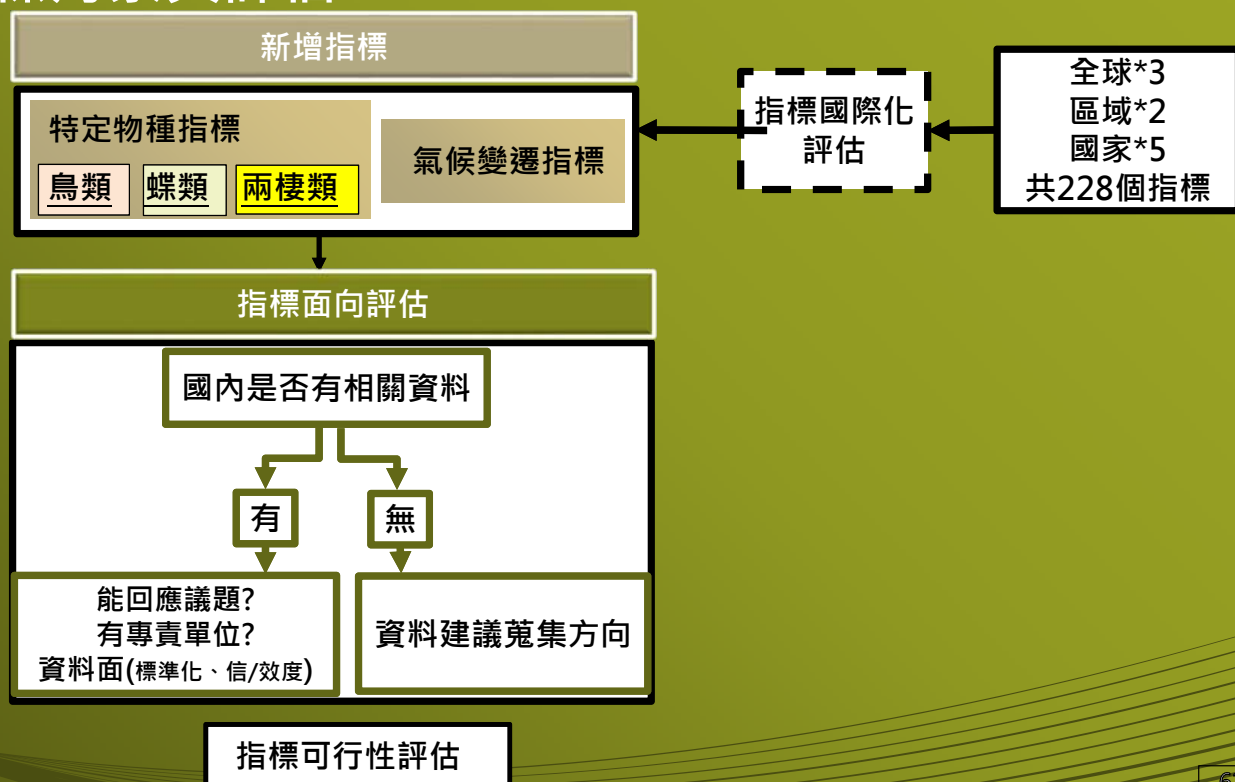 新增指標
特定物種指標
鳥類
蝶類
兩棲類
氣候變遷指標
指標國際化
評估
全球*3
區域*2
國家*5
共228個指標
指標面向評估
國內是否有相關資料
有
無
能回應議題?
有專責單位?
資料面(標準化、信/效度)
資料建議蒐集方向
指標可行性評估